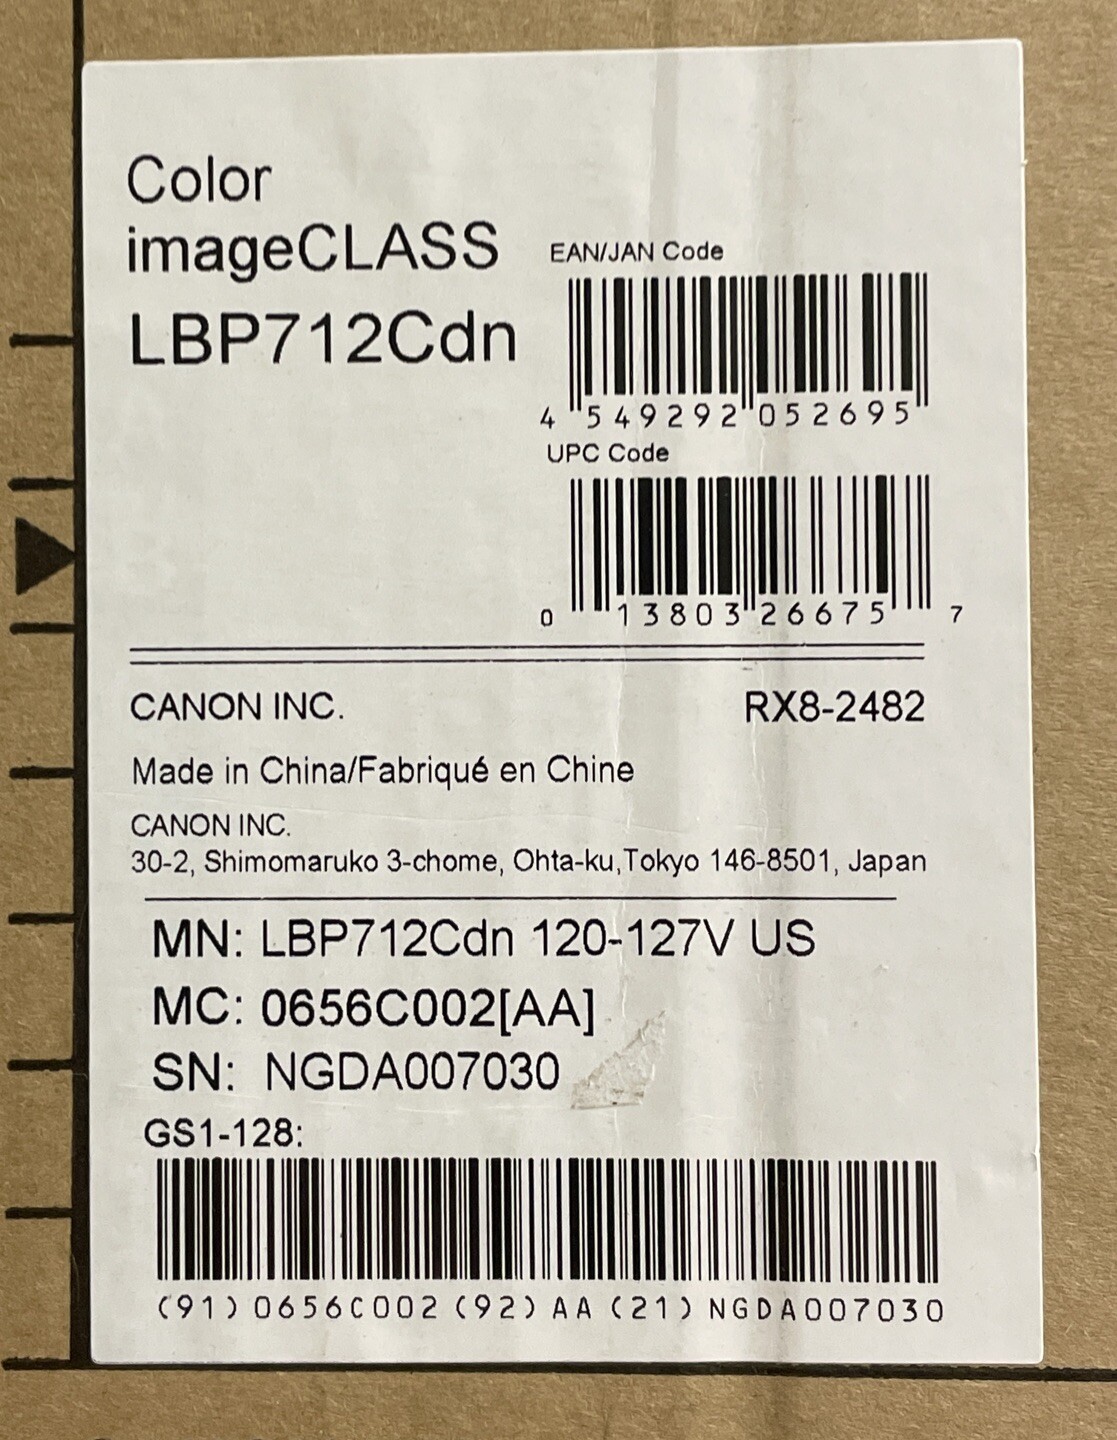 Color
imageCLASS
LBP712Cdn
EAN/JAN Code
4 549292 052695
UPC Code
0 13803 26675 7
CANON INC. RX8-2482
Made in China/Fabriqué en Chine
CANON INC.
30-2, Shimomaruko 3-chome, Ohta-ku,Tokyo 146-8501, Japan
MN: LBP712Cdn 120-127V US
MC: 0656C002[AA]
SN: NGDA007030
GS1-128:
(91)0656C002(92)AA(21)NGDA007030